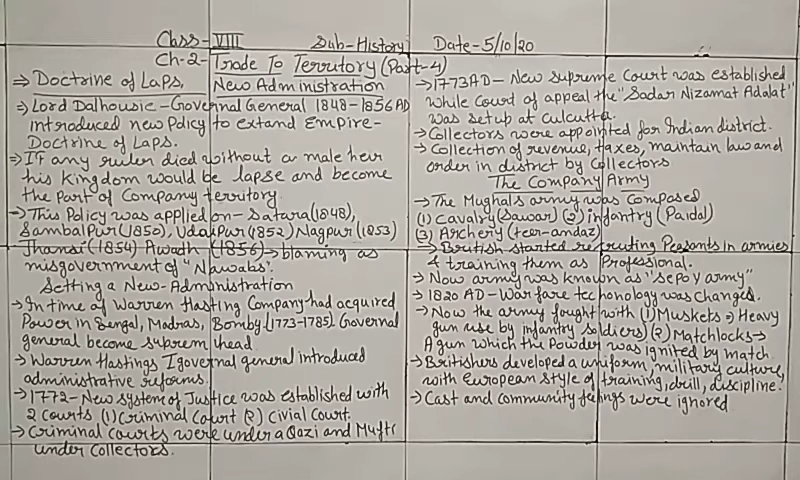 Class-VIII Sub-History Date-5/10/20
Ch-2- Trade To Territory (Part-4)
→ Doctrine of Laps,
→ Lord Dalhousie - Governal General 1848-1856 AD
introduced new Policy to extand Empire-
Doctrine of Laps.
→ If any ruler died without a male heir
his kingdom would be lapse and become
the Part of Company territory.
→ This Policy was applied on- Satara(1848),
SambalPur(1850), Udaipur(1852) Nagpur(1853)
Jhansi(1854) Awadh (1856)→ blaming as
misgovernment of "Nawabs".
Setting a New-Administration
→ In time of Warren Hasting Company had acquired
Power in Bengal, Madras, Bomby (1773-1785). Governal
general become suprem head.
→ Warren Hastings I governal general introduced
administrative reforms.
→ 1772- New system of Justice was established with
2 courts (1) Criminal Court (2) Civial Court.
→ Criminal courts were under a Qazi and Mufti
under collectors.
New Administration
→ 1773AD- New supreme Court was established
while Court of appeal the "Sadar Nizamat Adalat"
was setup at culcutta.
→ Collectors were appointed for Indian district.
→ Collection of revenue, taxes, maintain law and
order in district by Collectors
The Company Army
→ The Mughals army was Composed
(1) Cavalry (Sawar) (2) infantry (Paidal)
(3) Archery (teer-andaz)
→ British started recruting Peasants in armies
& training them as Professional.
→ Now army was known as "sepoy army"
→ 1820 AD- War fare techonology was changed.
→ Now the army fought with (1) Muskets → Heavy
gun use by infantry soldiers) (2) Matchlocks→
A gun which the Powder was ignited by match
→ Britishers developed a uniform, military culture,
with European style of training, drill, discipline.
→ Cast and community feelings were ignored